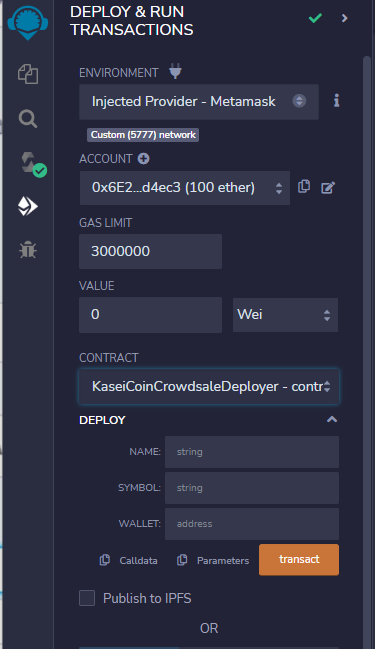 DEPLOY & RUN
TRANSACTIONS
ENVIRONMENT
Injected Provider - Metamask
Custom (5777) network
ACCOUNT
0x6E2...d4ec3 (100 ether)
GAS LIMIT
3000000
VALUE
0 Wei
CONTRACT
KaseiCoinCrowdsaleDeployer - contr
DEPLOY
NAME: string
SYMBOL: string
WALLET: address
Calldata Parameters transact
Publish to IPFS
OR